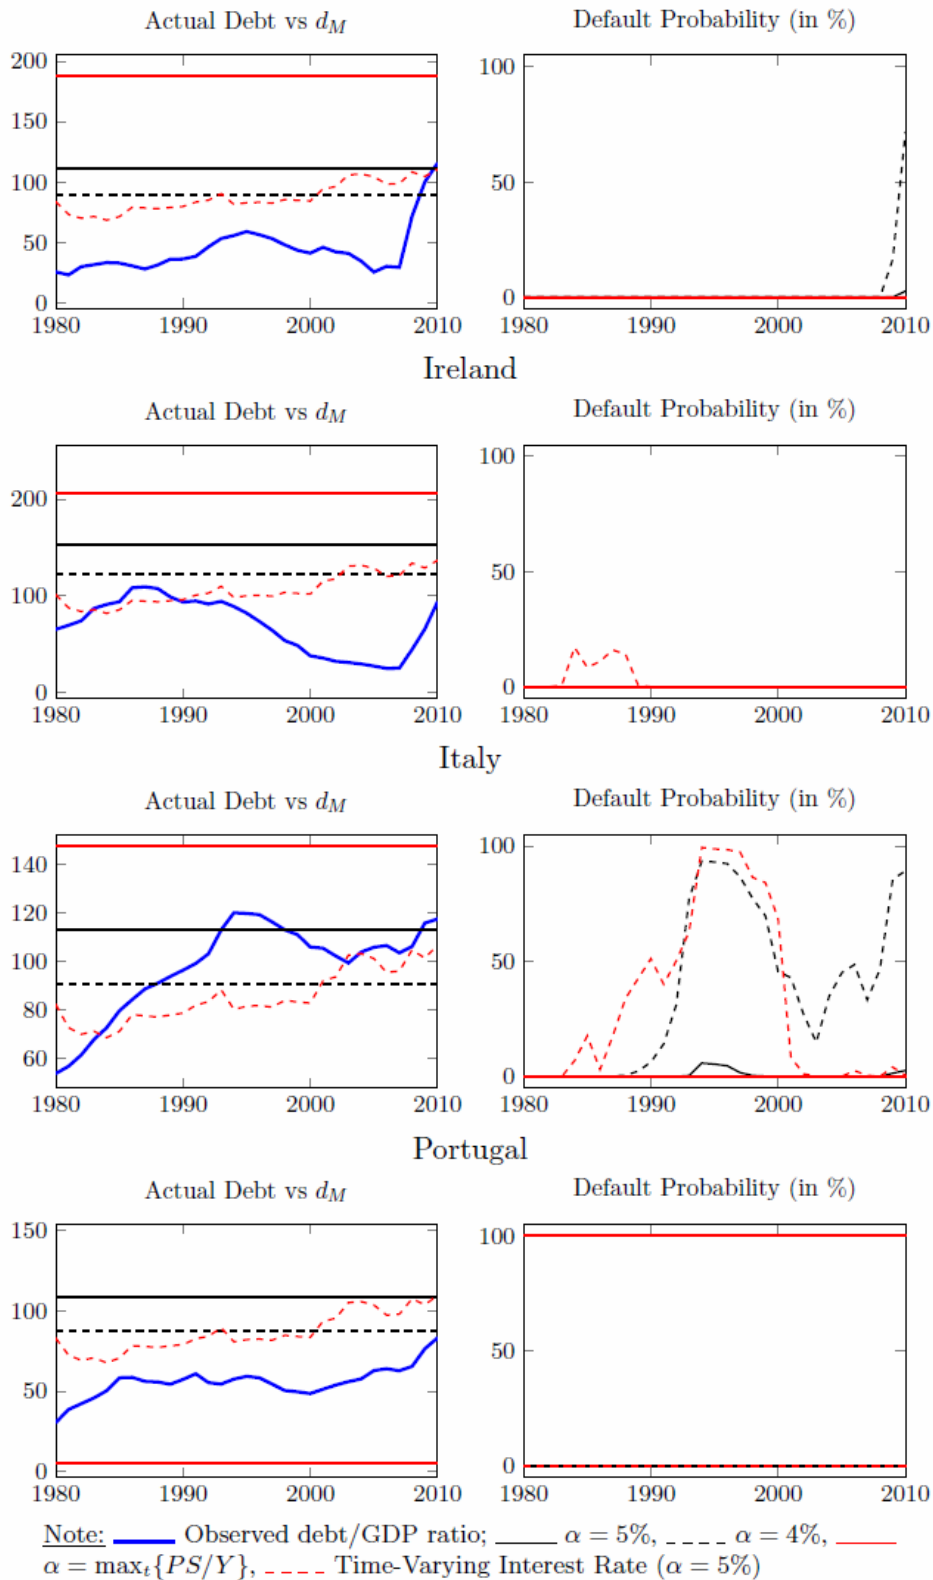 Actual Debt vs d_M
Default Probability (in %)
200
150
100
50
0
1980 1990 2000 2010
100
50
0
1980 1990 2000 2010
Ireland
Actual Debt vs d_M
Default Probability (in %)
200
100
0
1980 1990 2000 2010
100
50
0
1980 1990 2000 2010
Italy
Actual Debt vs d_M
Default Probability (in %)
140
120
100
80
60
1980 1990 2000 2010
100
50
0
1980 1990 2000 2010
Portugal
Actual Debt vs d_M
Default Probability (in %)
150
100
50
0
1980 1990 2000 2010
100
50
0
1980 1990 2000 2010
Note: Observed debt/GDP ratio; α = 5%, α = 4%,
α = max_t{PS/Y}, Time-Varying Interest Rate (α = 5%)